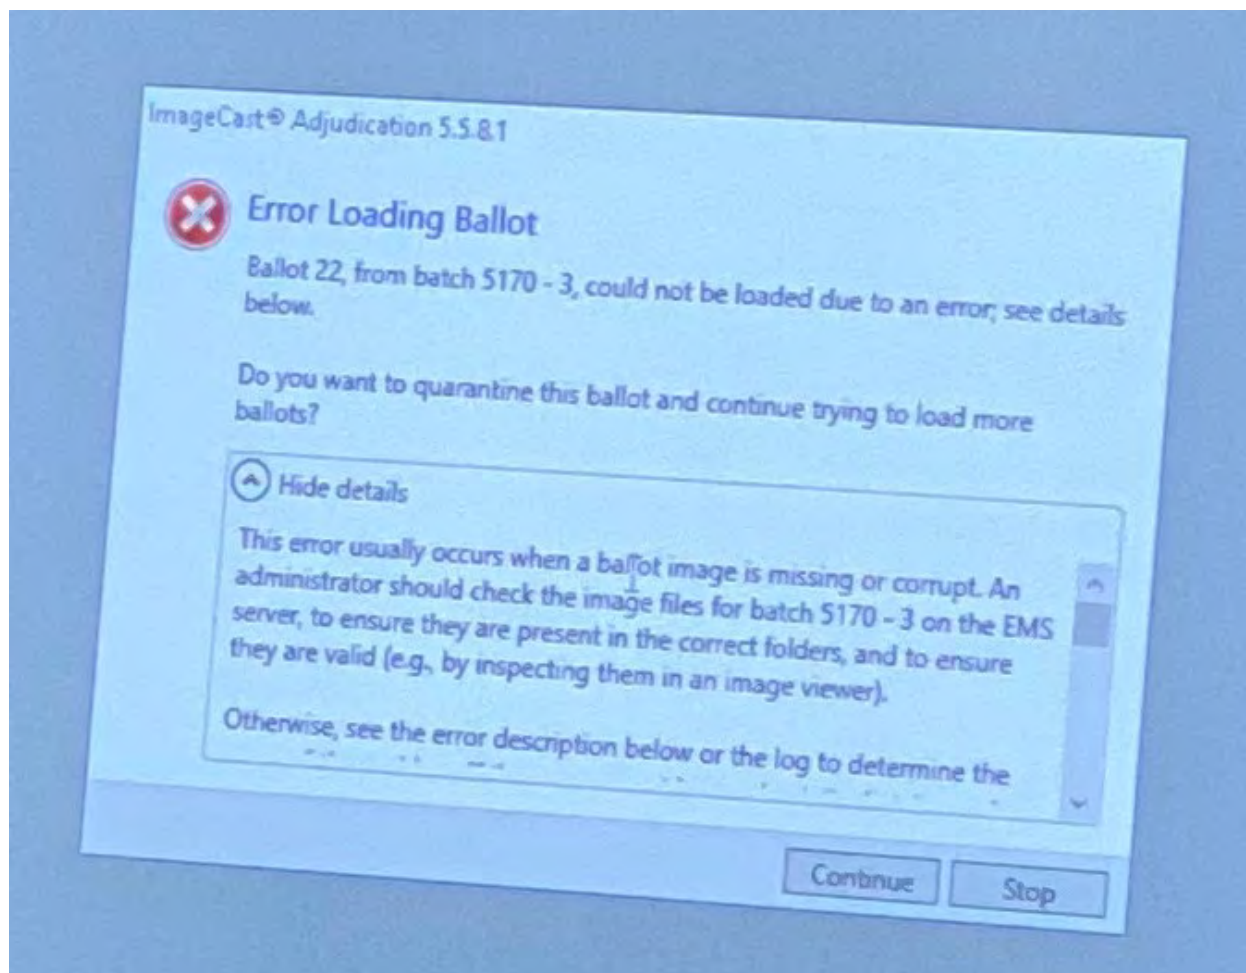 ImageCast® Adjudication 5.5.8.1
Error Loading Ballot
Ballot 22, from batch 5170 - 3, could not be loaded due to an error; see details
below.
Do you want to quarantine this ballot and continue trying to load more
ballots?
Hide details
This error usually occurs when a ballot image is missing or corrupt. An
administrator should check the image files for batch 5170 - 3 on the EMS
server, to ensure they are present in the correct folders, and to ensure
they are valid (e.g., by inspecting them in an image viewer).
Otherwise, see the error description below or the log to determine the
Continue
Stop